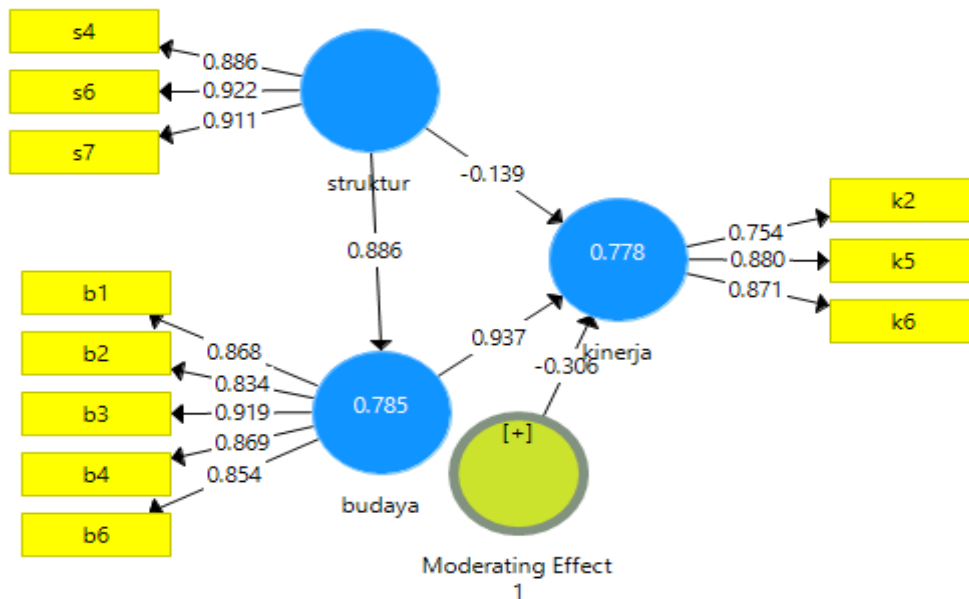 s4
s6
s7
0.886
0.922
0.911
struktur
-0.139
0.886
0.778
kinerja
0.754
0.880
0.871
k2
k5
k6
b1
b2
b3
b4
b6
0.868
0.834
0.919
0.869
0.854
0.785
budaya
0.937
-0.306
[+]
Moderating Effect
1